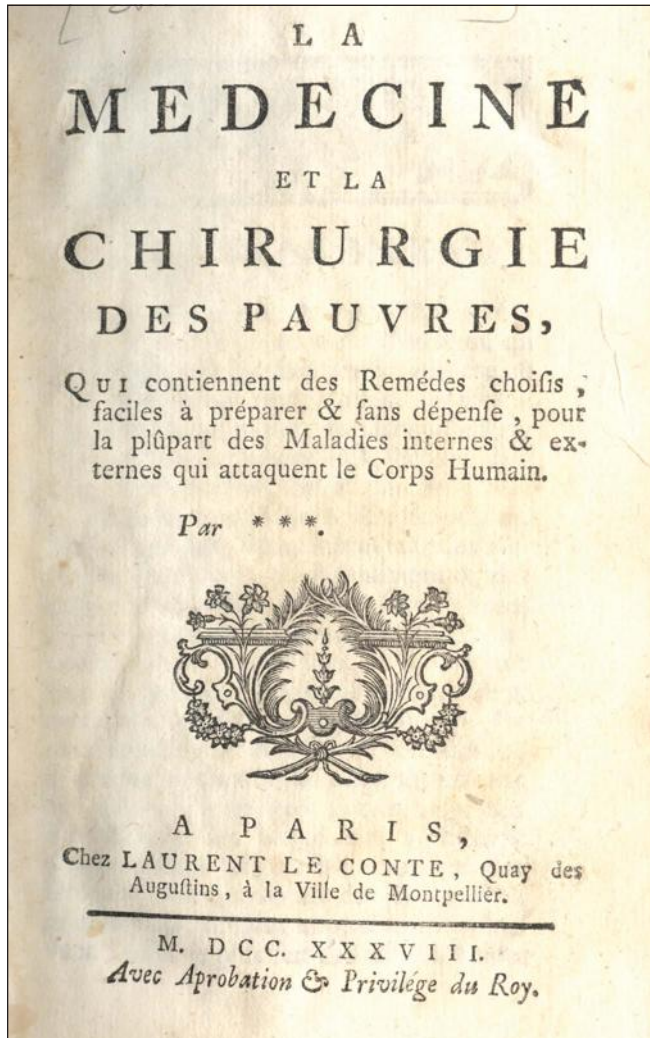 LA
MEDECINE
ET LA
CHIRURGIE
DES PAUVRES,
QUI contiennent des Remédes choiſis,
faciles à préparer & ſans dépenſe, pour
la plûpart des Maladies internes & ex-
ternes qui attaquent le Corps Humain.
Par ***.
A PARIS,
Chez LAURENT LE CONTE, Quay des
Auguſtins, à la Ville de Montpellier.
M. DCC. XXXVIII.
Avec Aprobation & Privilége du Roy.